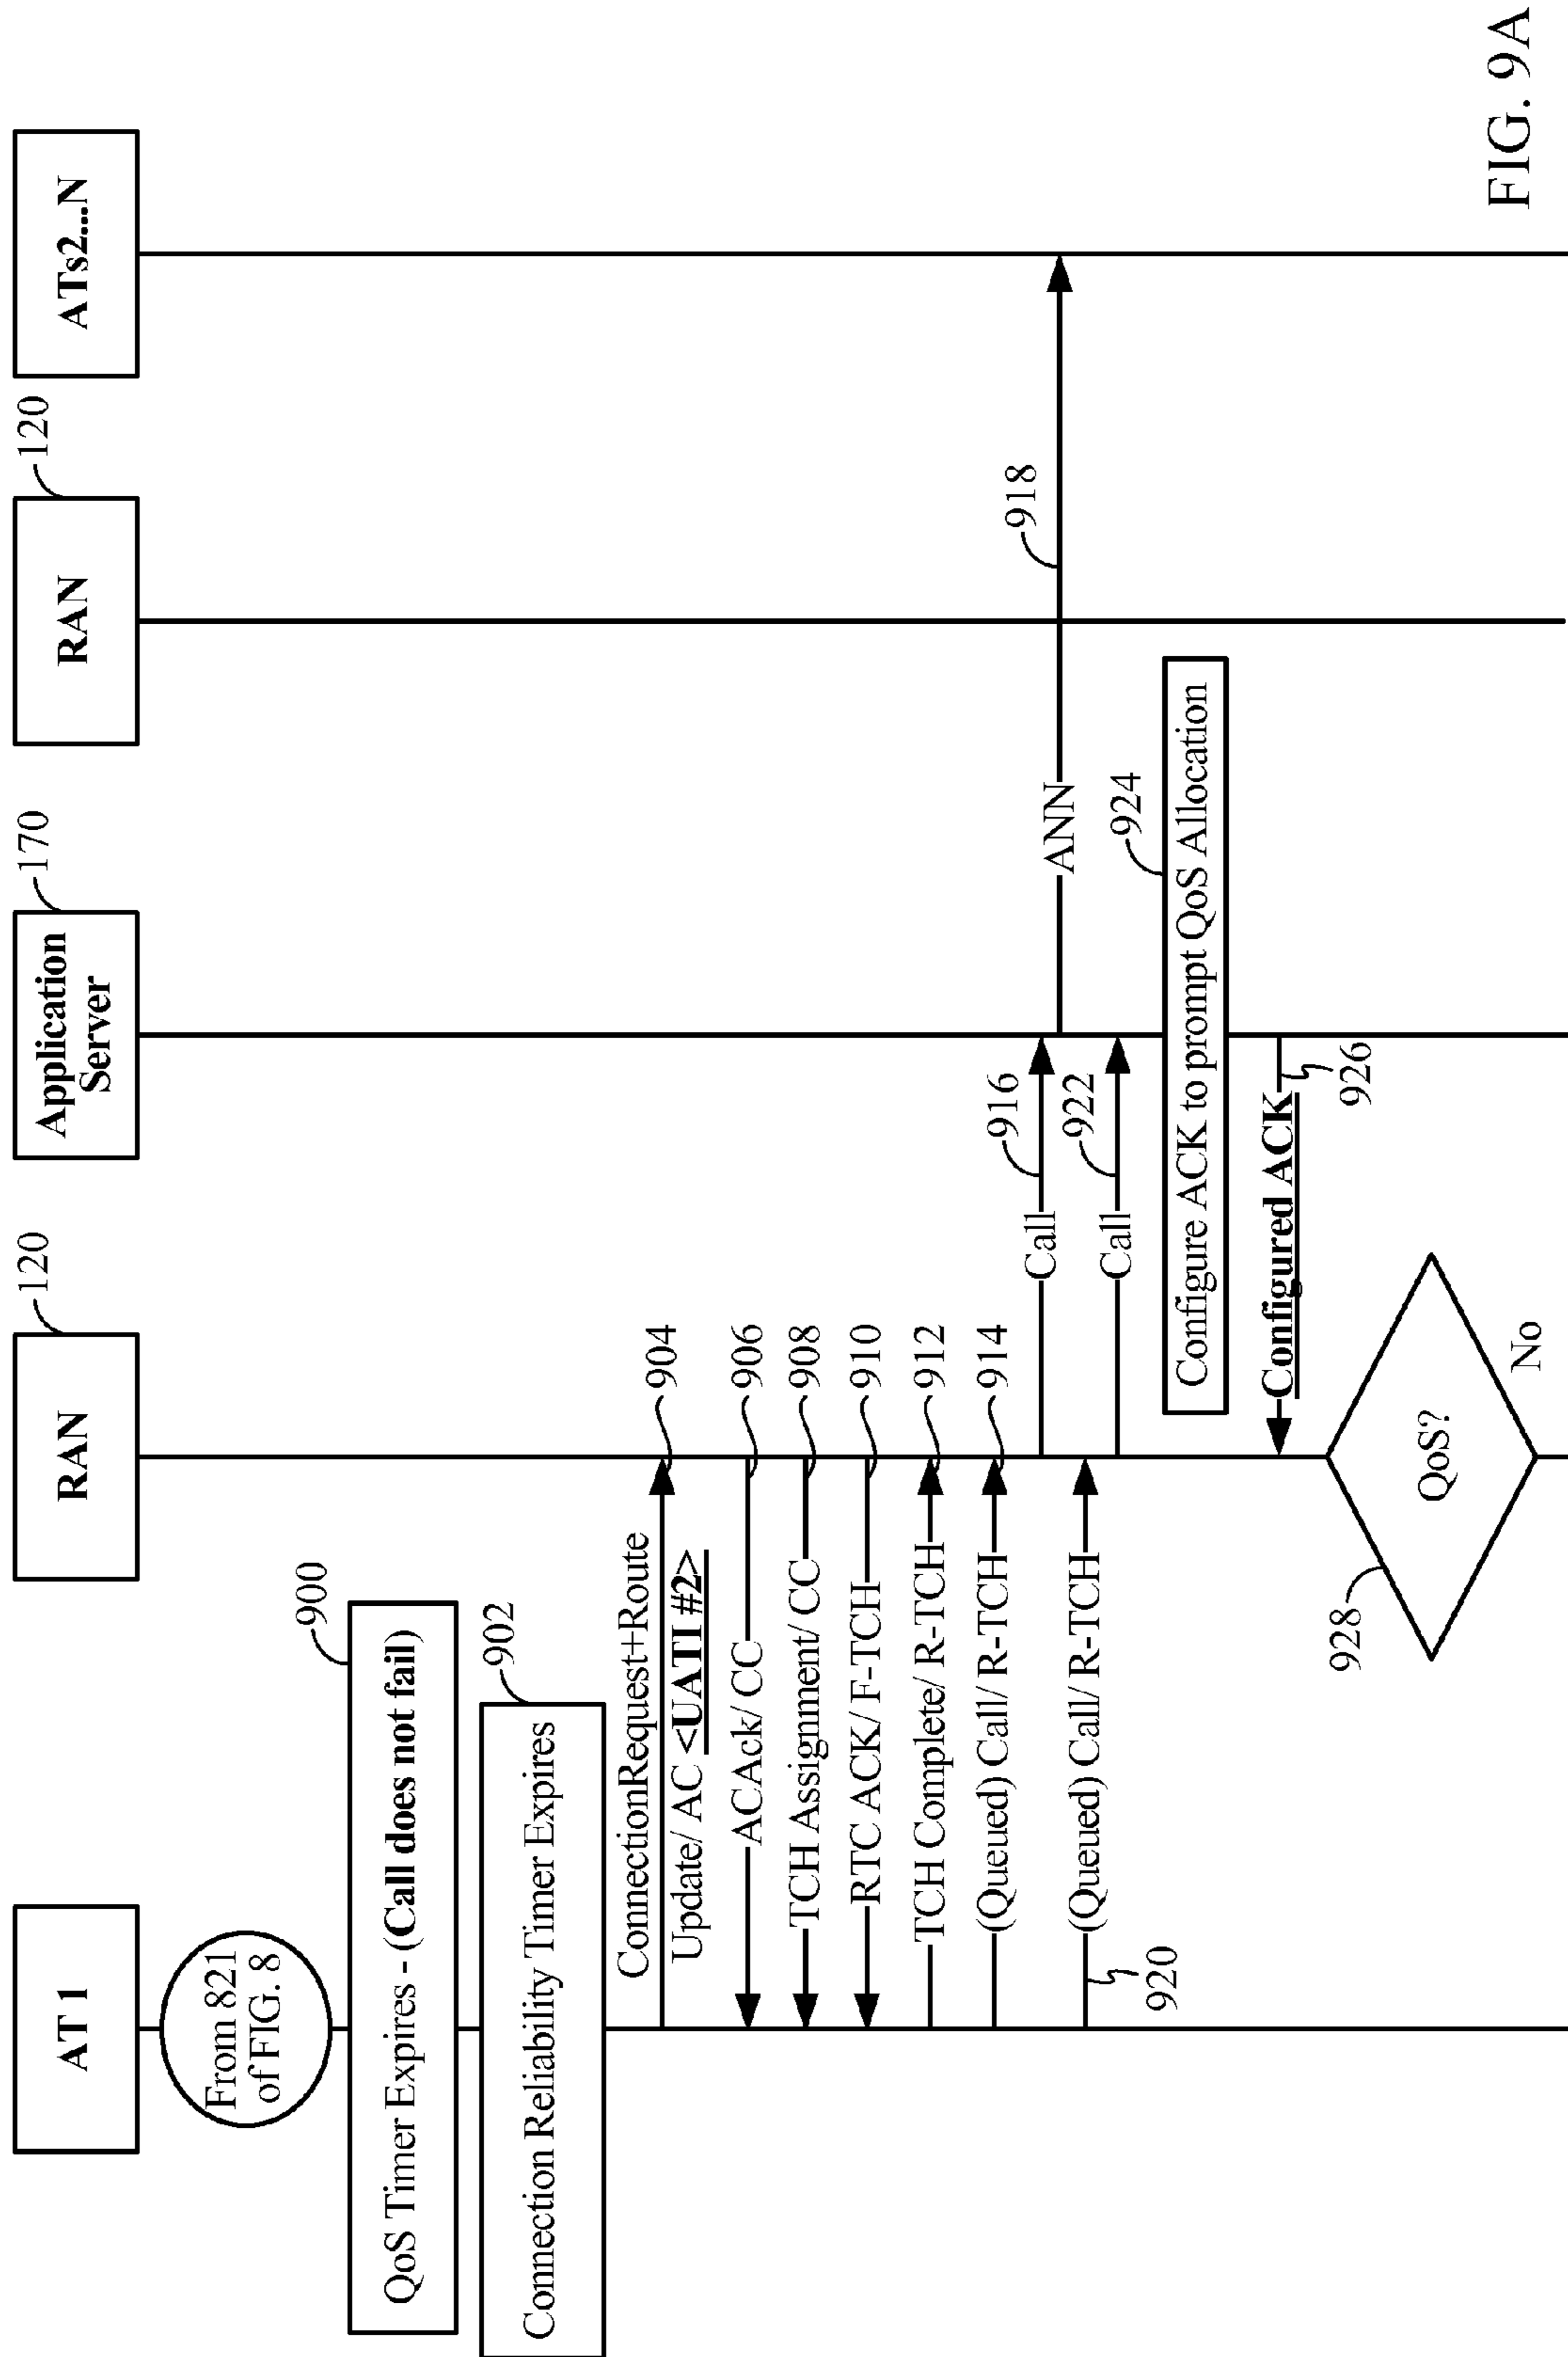 AT 1
RAN
120
Application
Server
170
RAN
120
ATs2...N
From 821
of FIG. 8
900
QoS Timer Expires - (Call does not fail)
902
Connection Reliability Timer Expires
ConnectionRequest+Route
904
Update/ AC <UATI #2>
ACAck/ CC
906
TCH Assignment/ CC
908
RTC ACK/ F-TCH
910
TCH Complete/ R-TCH
912
(Queued) Call/ R-TCH
914
Call
916
ANN
918
(Queued) Call/ R-TCH
920
Call
922
924
Configure ACK to prompt QoS Allocation
Configured ACK
926
928
QoS?
No
FIG. 9A